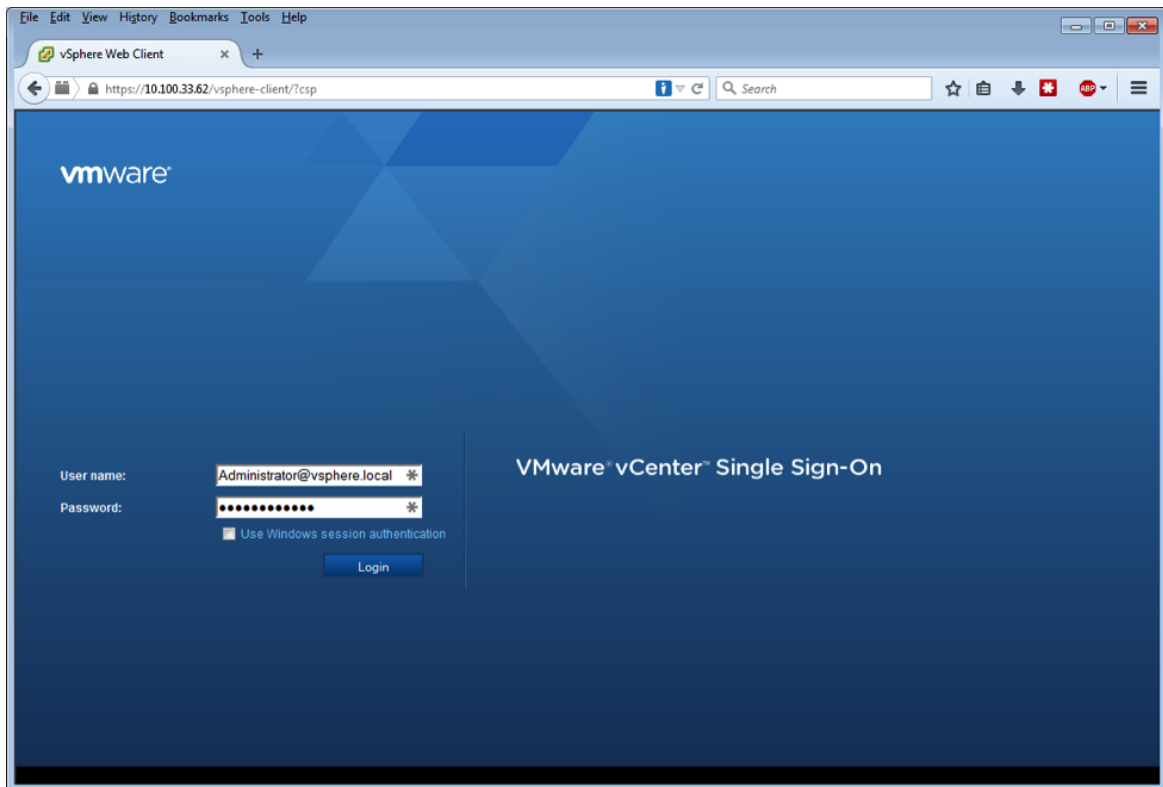 File Edit View History Bookmarks Tools Help
vSphere Web Client
https://10.100.33.62/vsphere-client/?csp
Search
ABP
vmware®
User name:
Administrator@vsphere.local
VMware® vCenter™ Single Sign-On
Password:
••••••••••••
Use Windows session authentication
Login